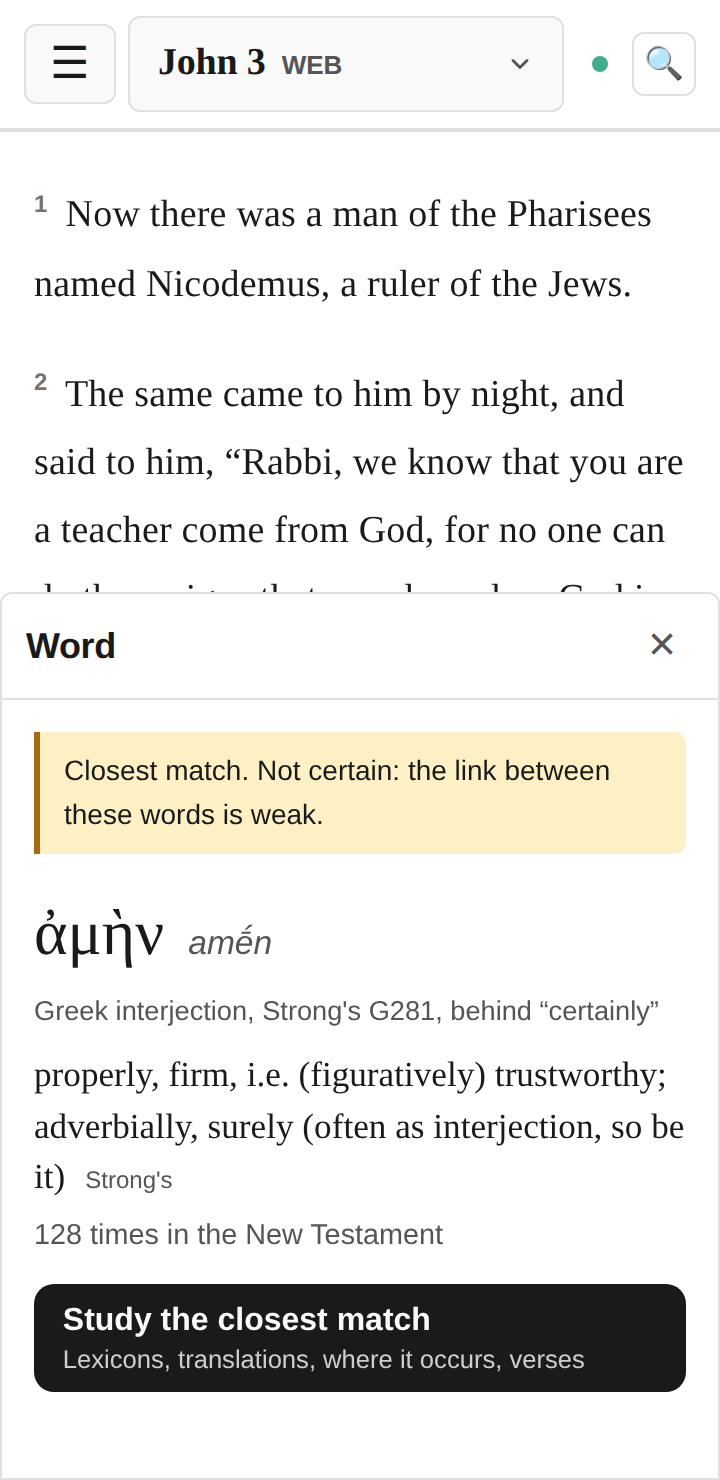 ☰ John 3 WEB
1 Now there was a man of the Pharisees
named Nicodemus, a ruler of the Jews.
2 The same came to him by night, and
said to him, “Rabbi, we know that you are
a teacher come from God, for no one can
Word ✕
Closest match. Not certain: the link between
these words is weak.
ἀμὴν amḗn
Greek interjection, Strong's G281, behind “certainly”
properly, firm, i.e. (figuratively) trustworthy;
adverbially, surely (often as interjection, so be
it) Strong's
128 times in the New Testament
Study the closest match
Lexicons, translations, where it occurs, verses